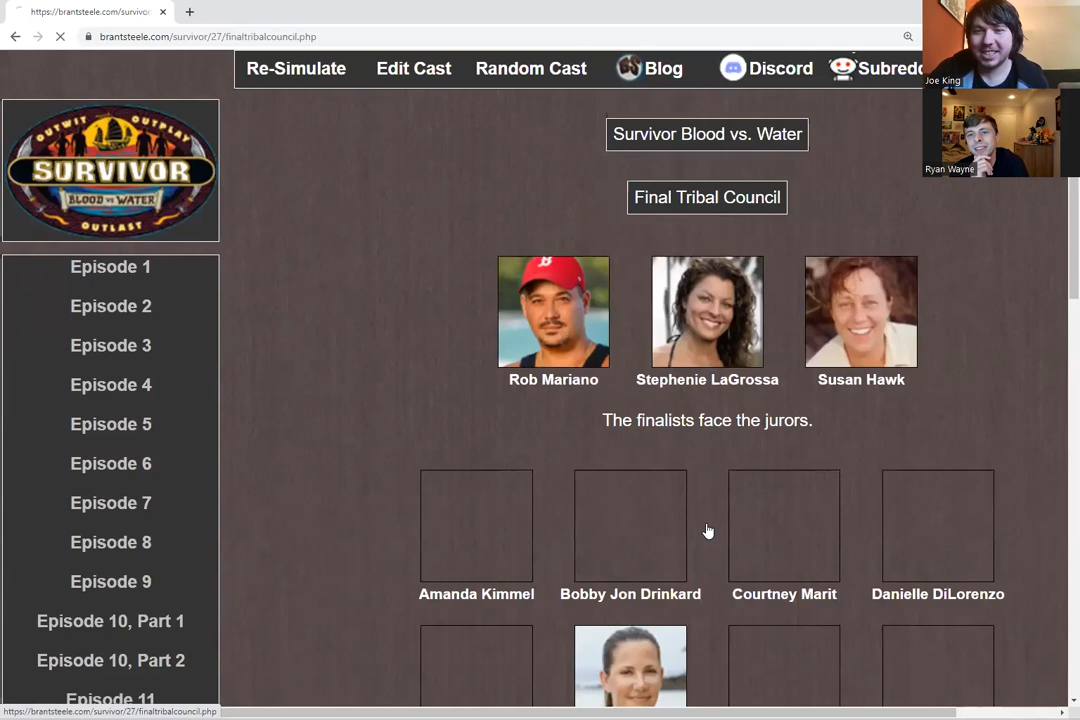 https://brantsteele.com/survivo
brantsteele.com/survivor/27/finaltribalcouncil.php
Re-Simulate Edit Cast Random Cast Blog Discord Subredd
Joe King
Ryan Wayne
OUTWIT OUTPLAY
SURVIVOR
BLOOD VS. WATER
OUTLAST
Survivor Blood vs. Water
Final Tribal Council
Episode 1
Episode 2
Episode 3
Episode 4
Episode 5
Episode 6
Episode 7
Episode 8
Episode 9
Episode 10, Part 1
Episode 10, Part 2
Episode 11
B
Rob Mariano Stephenie LaGrossa Susan Hawk
The finalists face the jurors.
Amanda Kimmel Bobby Jon Drinkard Courtney Marit Danielle DiLorenzo
https://brantsteele.com/survivor/27/finaltribalcouncil.php